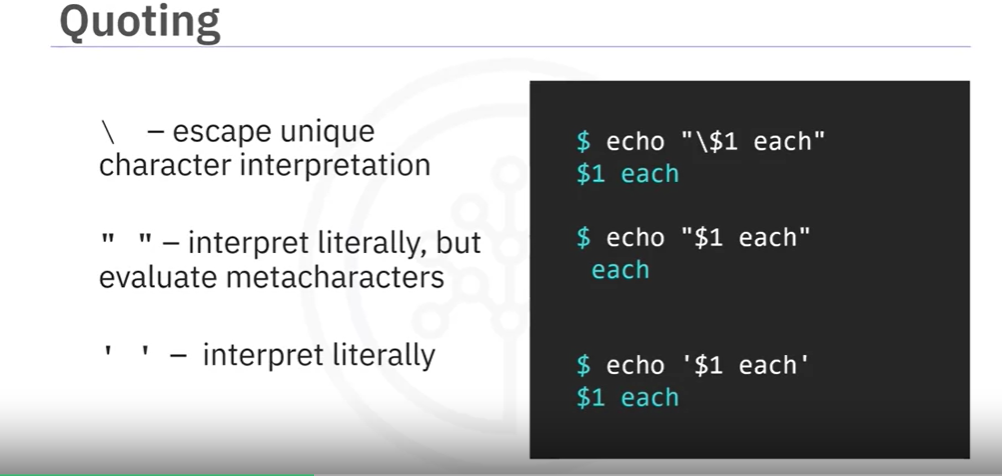 Quoting
\ – escape unique
character interpretation
" " – interpret literally, but
evaluate metacharacters
' ' – interpret literally
$ echo "\$1 each"
$1 each
$ echo "$1 each"
 each
$ echo '$1 each'
$1 each